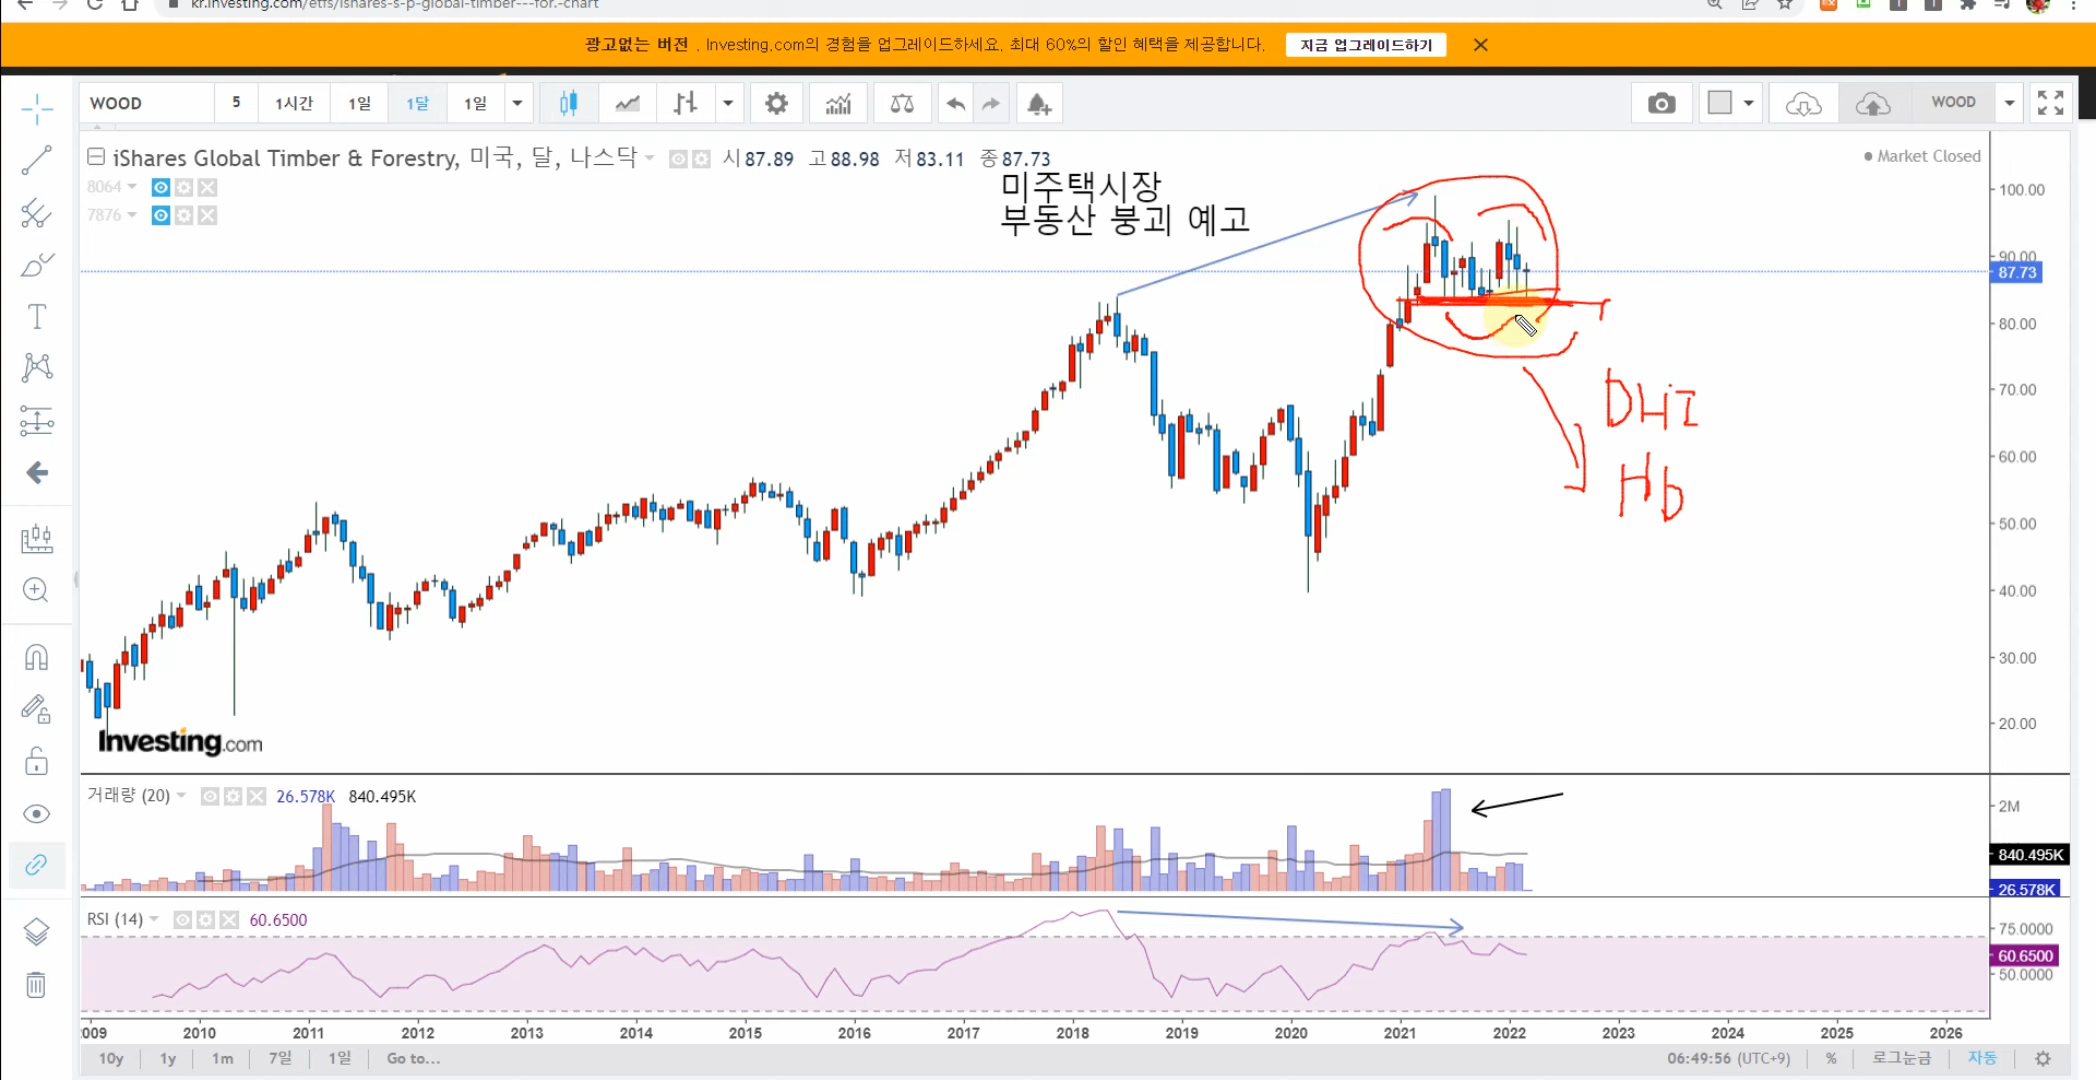 kr.investing.com/etfs/ishares-s-p-global-timber---for.-chart
광고없는 버전 . Investing.com의 경험을 업그레이드하세요. 최대 60%의 할인 혜택을 제공합니다. 지금 업그레이드하기
WOOD 5 1시간 1일 1달 1일 WOOD
iShares Global Timber & Forestry, 미국, 달, 나스닥 시87.89 고88.98 저83.11 종87.73
Market Closed
8064
7876
미주택시장
부동산 붕괴 예고
100.00
90.00
87.73
80.00
70.00
60.00
50.00
40.00
30.00
20.00
DHI
HD
Investing.com
거래량 (20) 26.578K 840.495K
2M
840.495K
26.578K
RSI (14) 60.6500
75.0000
60.6500
50.0000
2009 2010 2011 2012 2013 2014 2015 2016 2017 2018 2019 2020 2021 2022 2023 2024 2025 2026
10y 1y 1m 7일 1일 Go to... 06:49:56 (UTC+9) % 로그눈금 자동